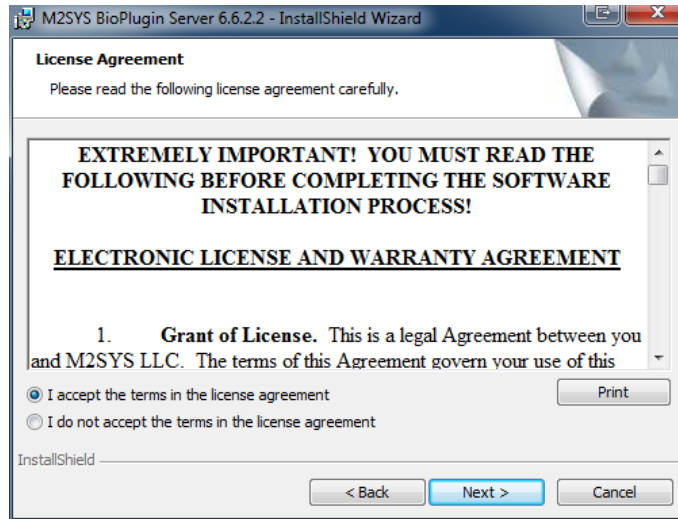 M2SYS BioPlugin Server 6.6.2.2 - InstallShield Wizard
License Agreement
Please read the following license agreement carefully.
EXTREMELY IMPORTANT! YOU MUST READ THE
FOLLOWING BEFORE COMPLETING THE SOFTWARE
INSTALLATION PROCESS!
ELECTRONIC LICENSE AND WARRANTY AGREEMENT
1. Grant of License. This is a legal Agreement between you
and M2SYS LLC. The terms of this Agreement govern your use of this
I accept the terms in the license agreement
Print
I do not accept the terms in the license agreement
InstallShield
< Back Next > Cancel